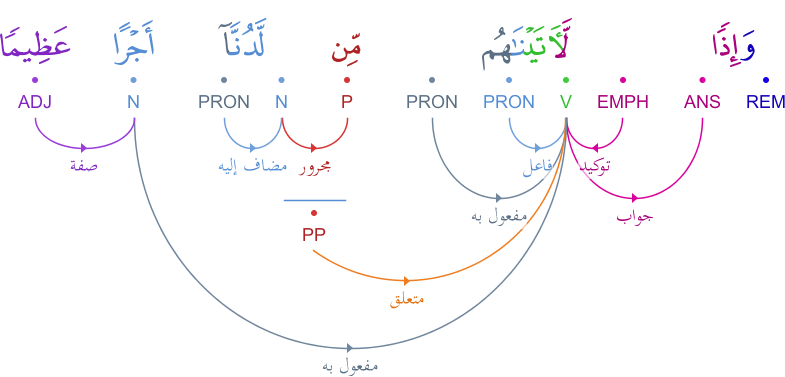 وَإِذًا لَّـَٔاتَيْنَـٰهُم مِّن لَّدُنَّآ أَجْرًا عَظِيمًا
REM ANS EMPH V PRON PRON P N PRON N ADJ
توكيد فاعل مجرور مضاف إليه صفة
جواب مفعول به
PP
متعلق
مفعول به